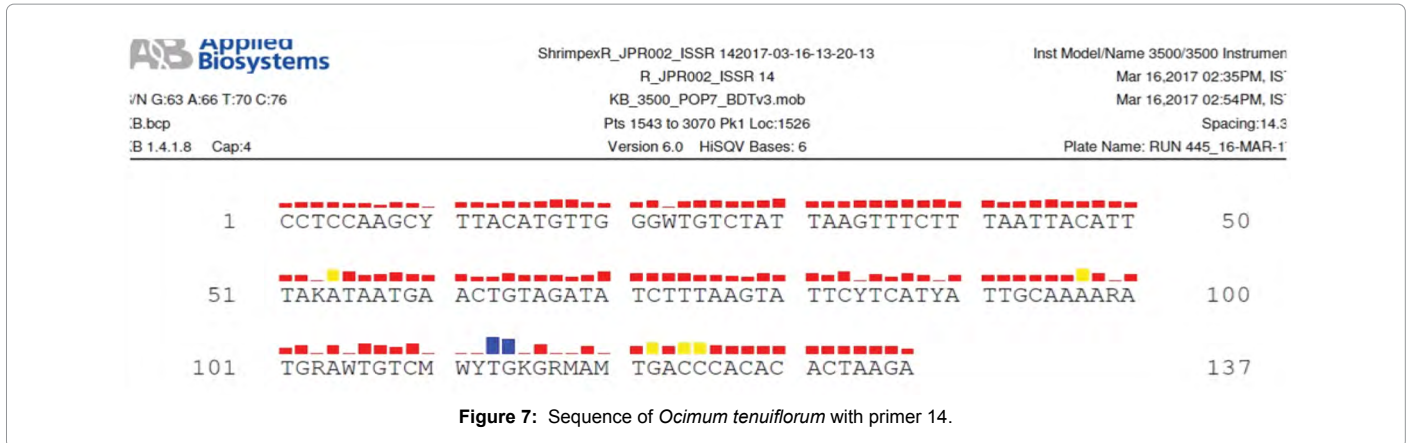 Applied
Biosystems
ShrimpexR_JPR002_ISSR 142017-03-16-13-20-13
Inst Model/Name 3500/3500 Instrumen
R_JPR002_ISSR 14
Mar 16,2017 02:35PM, IS
/N G:63 A:66 T:70 C:76
KB_3500_POP7_BDTv3.mob
Mar 16,2017 02:54PM, IS
B.bcp
Pts 1543 to 3070 Pk1 Loc:1526
Spacing:14.3
B 1.4.1.8 Cap:4
Version 6.0 HiSQV Bases: 6
Plate Name: RUN 445_16-MAR-1
1 CCTCCAAGCY TTACATGTTG GGWTGTCTAT TAAGTTTCTT TAATTACATT 50
51 TAKATAATGA ACTGTAGATA TCTTTAAGTA TTCYTCATYA TTGCAAAARA 100
101 TGRAWTGTCM WYTGKGRMAM TGACCCACAC ACTAAGA 137
Figure 7: Sequence of Ocimum tenuiflorum with primer 14.